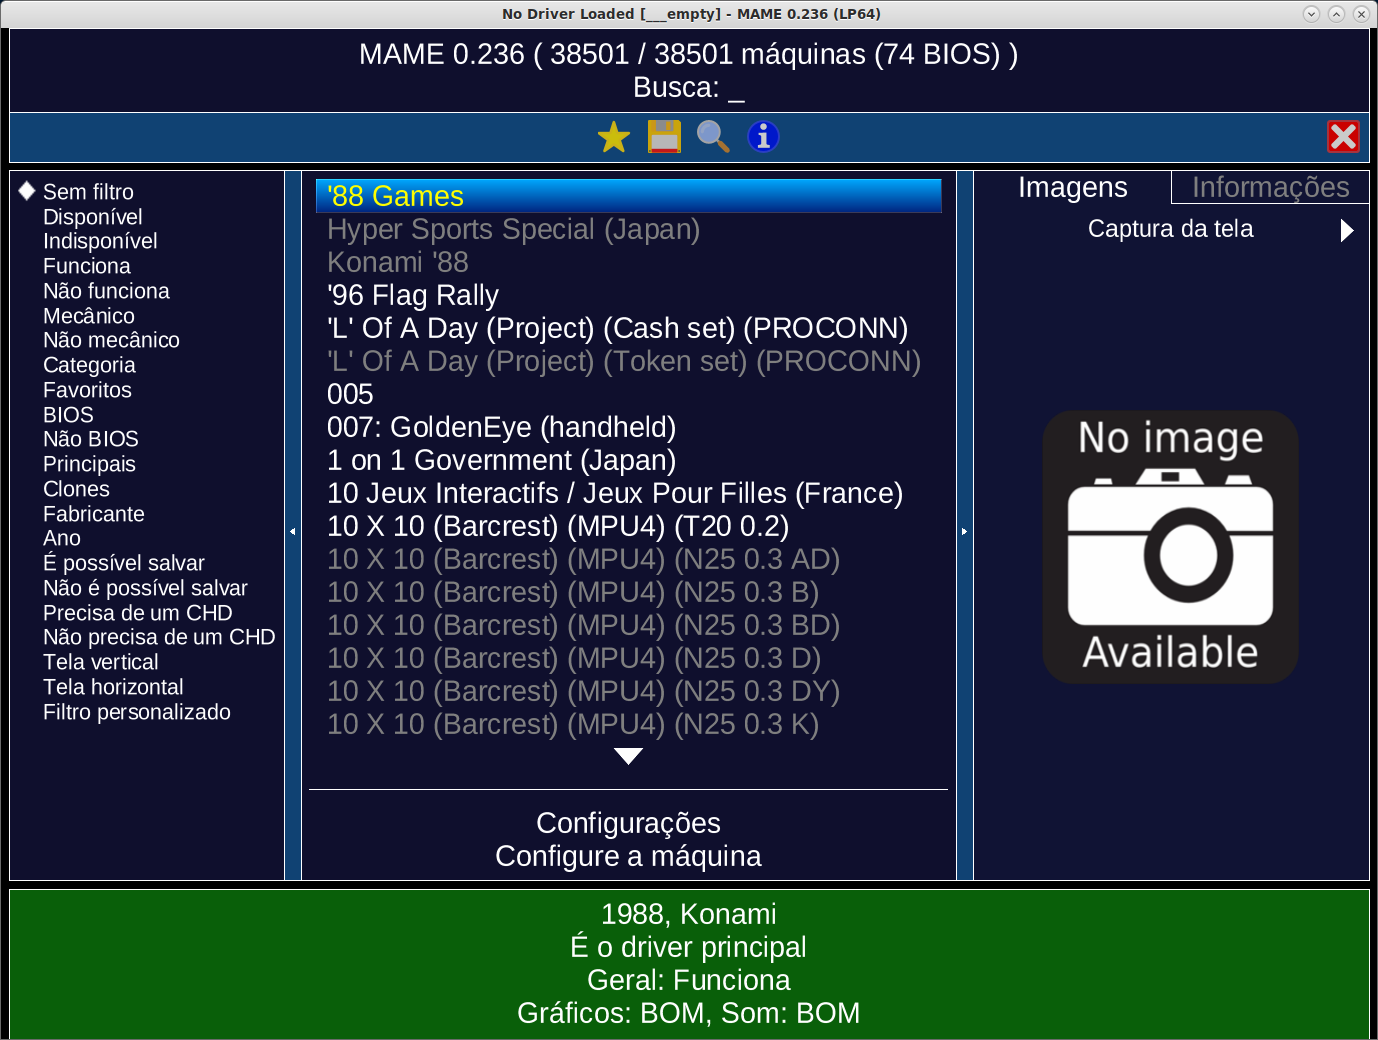 No Driver Loaded [___empty] - MAME 0.236 (LP64)
MAME 0.236 ( 38501 / 38501 máquinas (74 BIOS) )
Busca: _
Sem filtro
Disponível
Indisponível
Funciona
Não funciona
Mecânico
Não mecânico
Categoria
Favoritos
BIOS
Não BIOS
Principais
Clones
Fabricante
Ano
É possível salvar
Não é possível salvar
Precisa de um CHD
Não precisa de um CHD
Tela vertical
Tela horizontal
Filtro personalizado
'88 Games
Hyper Sports Special (Japan)
Konami '88
'96 Flag Rally
'L' Of A Day (Project) (Cash set) (PROCONN)
'L' Of A Day (Project) (Token set) (PROCONN)
005
007: GoldenEye (handheld)
1 on 1 Government (Japan)
10 Jeux Interactifs / Jeux Pour Filles (France)
10 X 10 (Barcrest) (MPU4) (T20 0.2)
10 X 10 (Barcrest) (MPU4) (N25 0.3 AD)
10 X 10 (Barcrest) (MPU4) (N25 0.3 B)
10 X 10 (Barcrest) (MPU4) (N25 0.3 BD)
10 X 10 (Barcrest) (MPU4) (N25 0.3 D)
10 X 10 (Barcrest) (MPU4) (N25 0.3 DY)
10 X 10 (Barcrest) (MPU4) (N25 0.3 K)
Configurações
Configure a máquina
Imagens Informações
Captura da tela
No image
Available
1988, Konami
É o driver principal
Geral: Funciona
Gráficos: BOM, Som: BOM